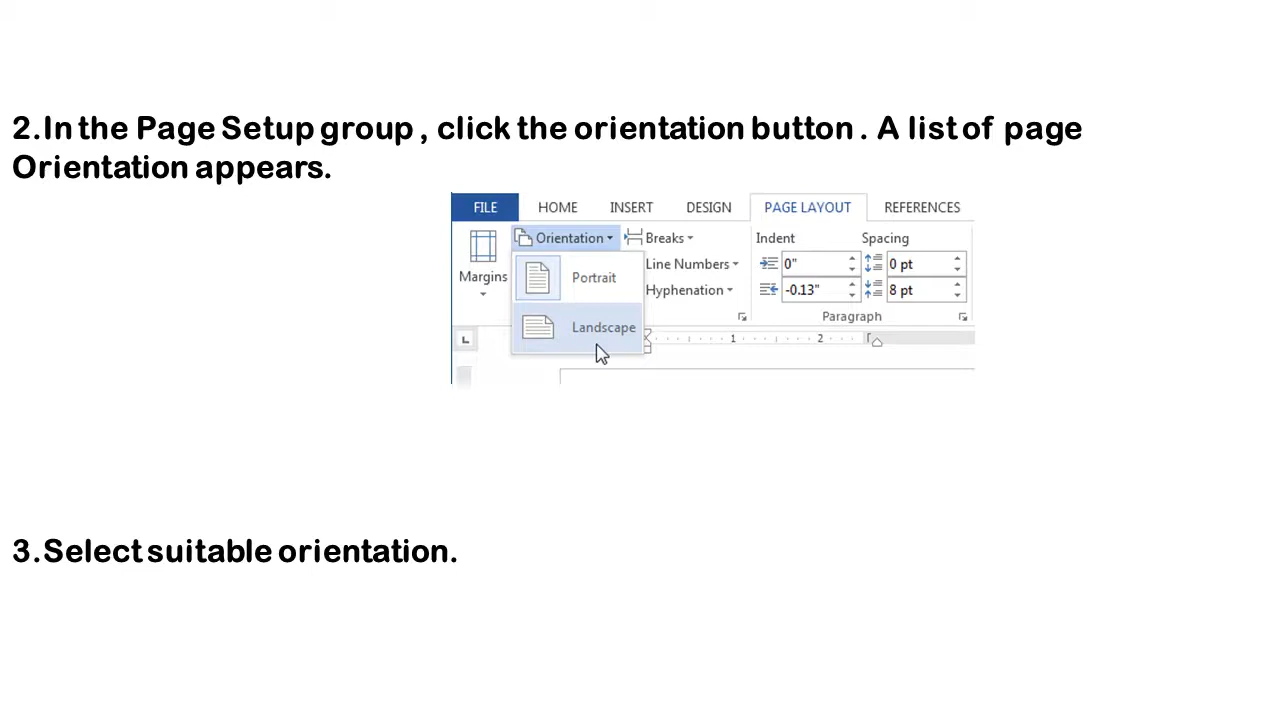 2.In the Page Setup group , click the orientation button . A list of page
Orientation appears.
FILE HOME INSERT DESIGN PAGE LAYOUT REFERENCES
Orientation Breaks Indent Spacing
Margins Line Numbers 0" 0 pt
Portrait Hyphenation -0.13" 8 pt
Landscape Paragraph
L 1 2
3.Select suitable orientation.